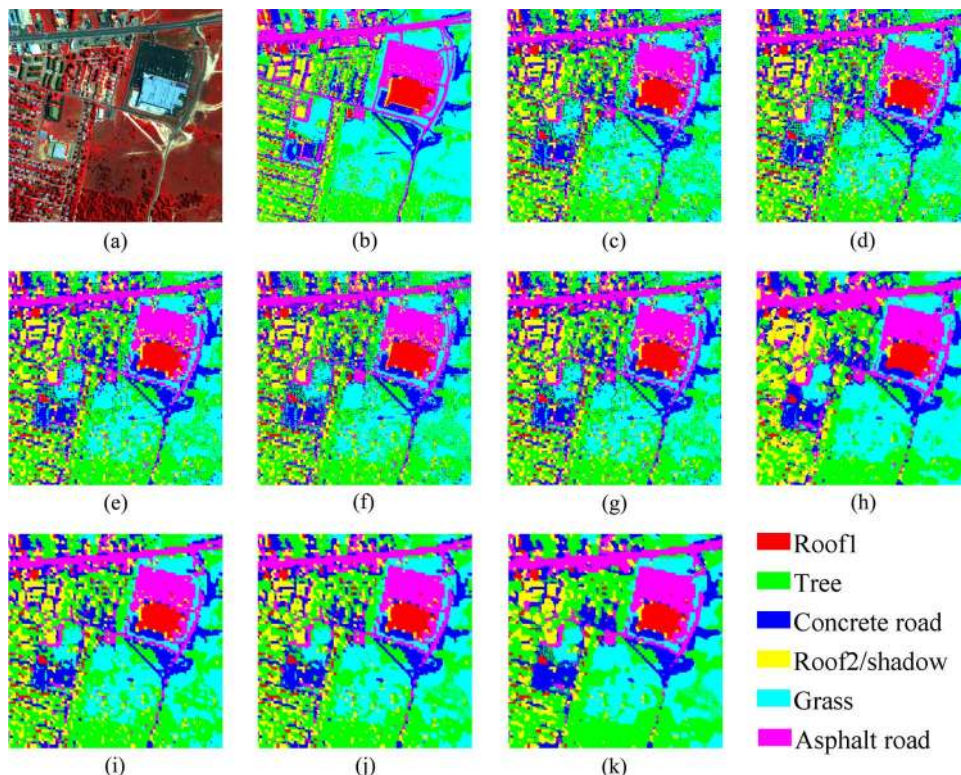 (a)
(b)
(c)
(d)
(e)
(f)
(g)
(h)
(i)
(j)
(k)
Roof1
Tree
Concrete road
Roof2/shadow
Grass
Asphalt road